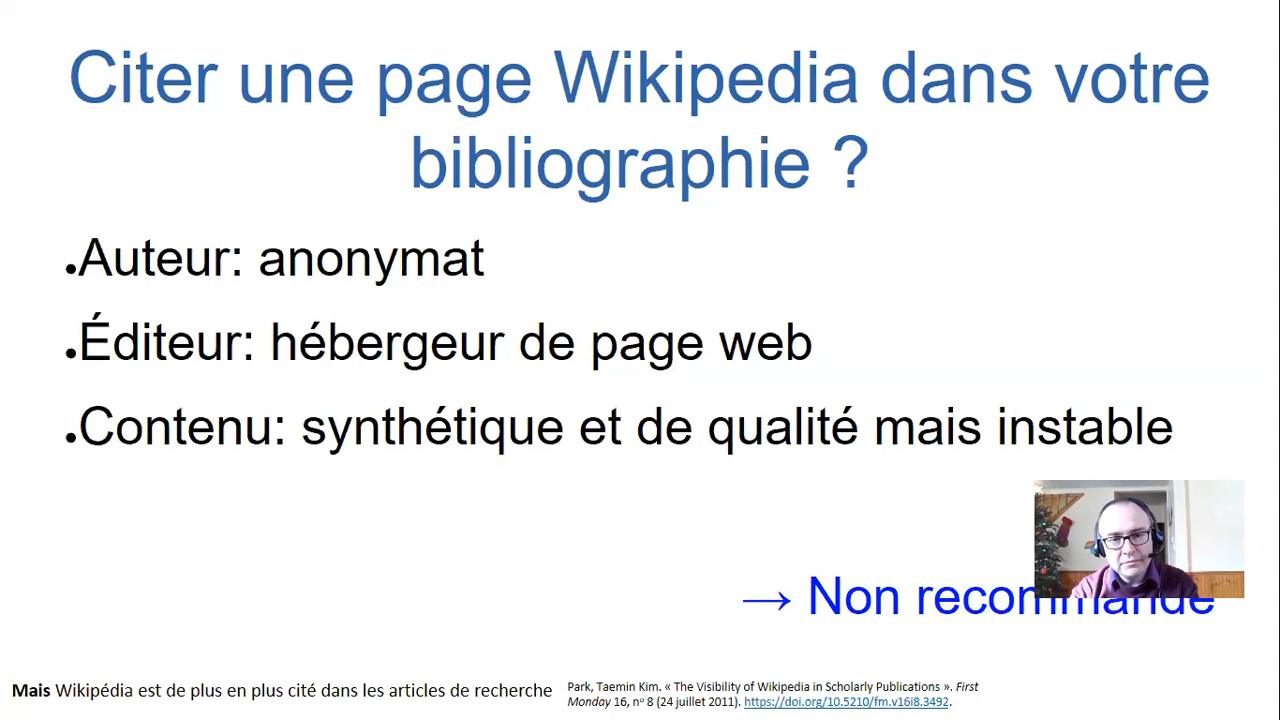 Citer une page Wikipedia dans votre
bibliographie ?
●Auteur: anonymat
●Éditeur: hébergeur de page web
●Contenu: synthétique et de qualité mais instable
→ Non recommandé
Mais Wikipédia est de plus en plus cité dans les articles de recherche
Park, Taemin Kim. « The Visibility of Wikipedia in Scholarly Publications ». First
Monday 16, nº 8 (24 juillet 2011). https://doi.org/10.5210/fm.v16i8.3492.